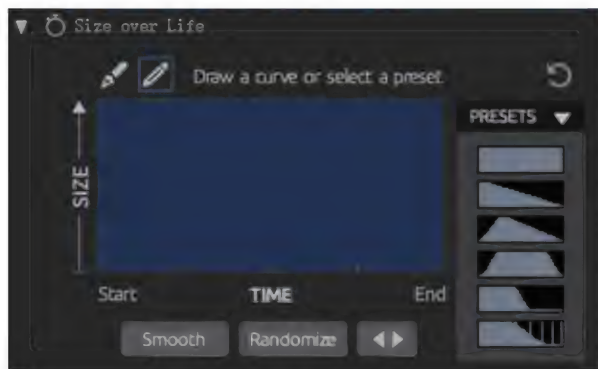 Size over Life
Draw a curve or select a preset.
PRESETS
SIZE
Start TIME End
Smooth Randomize